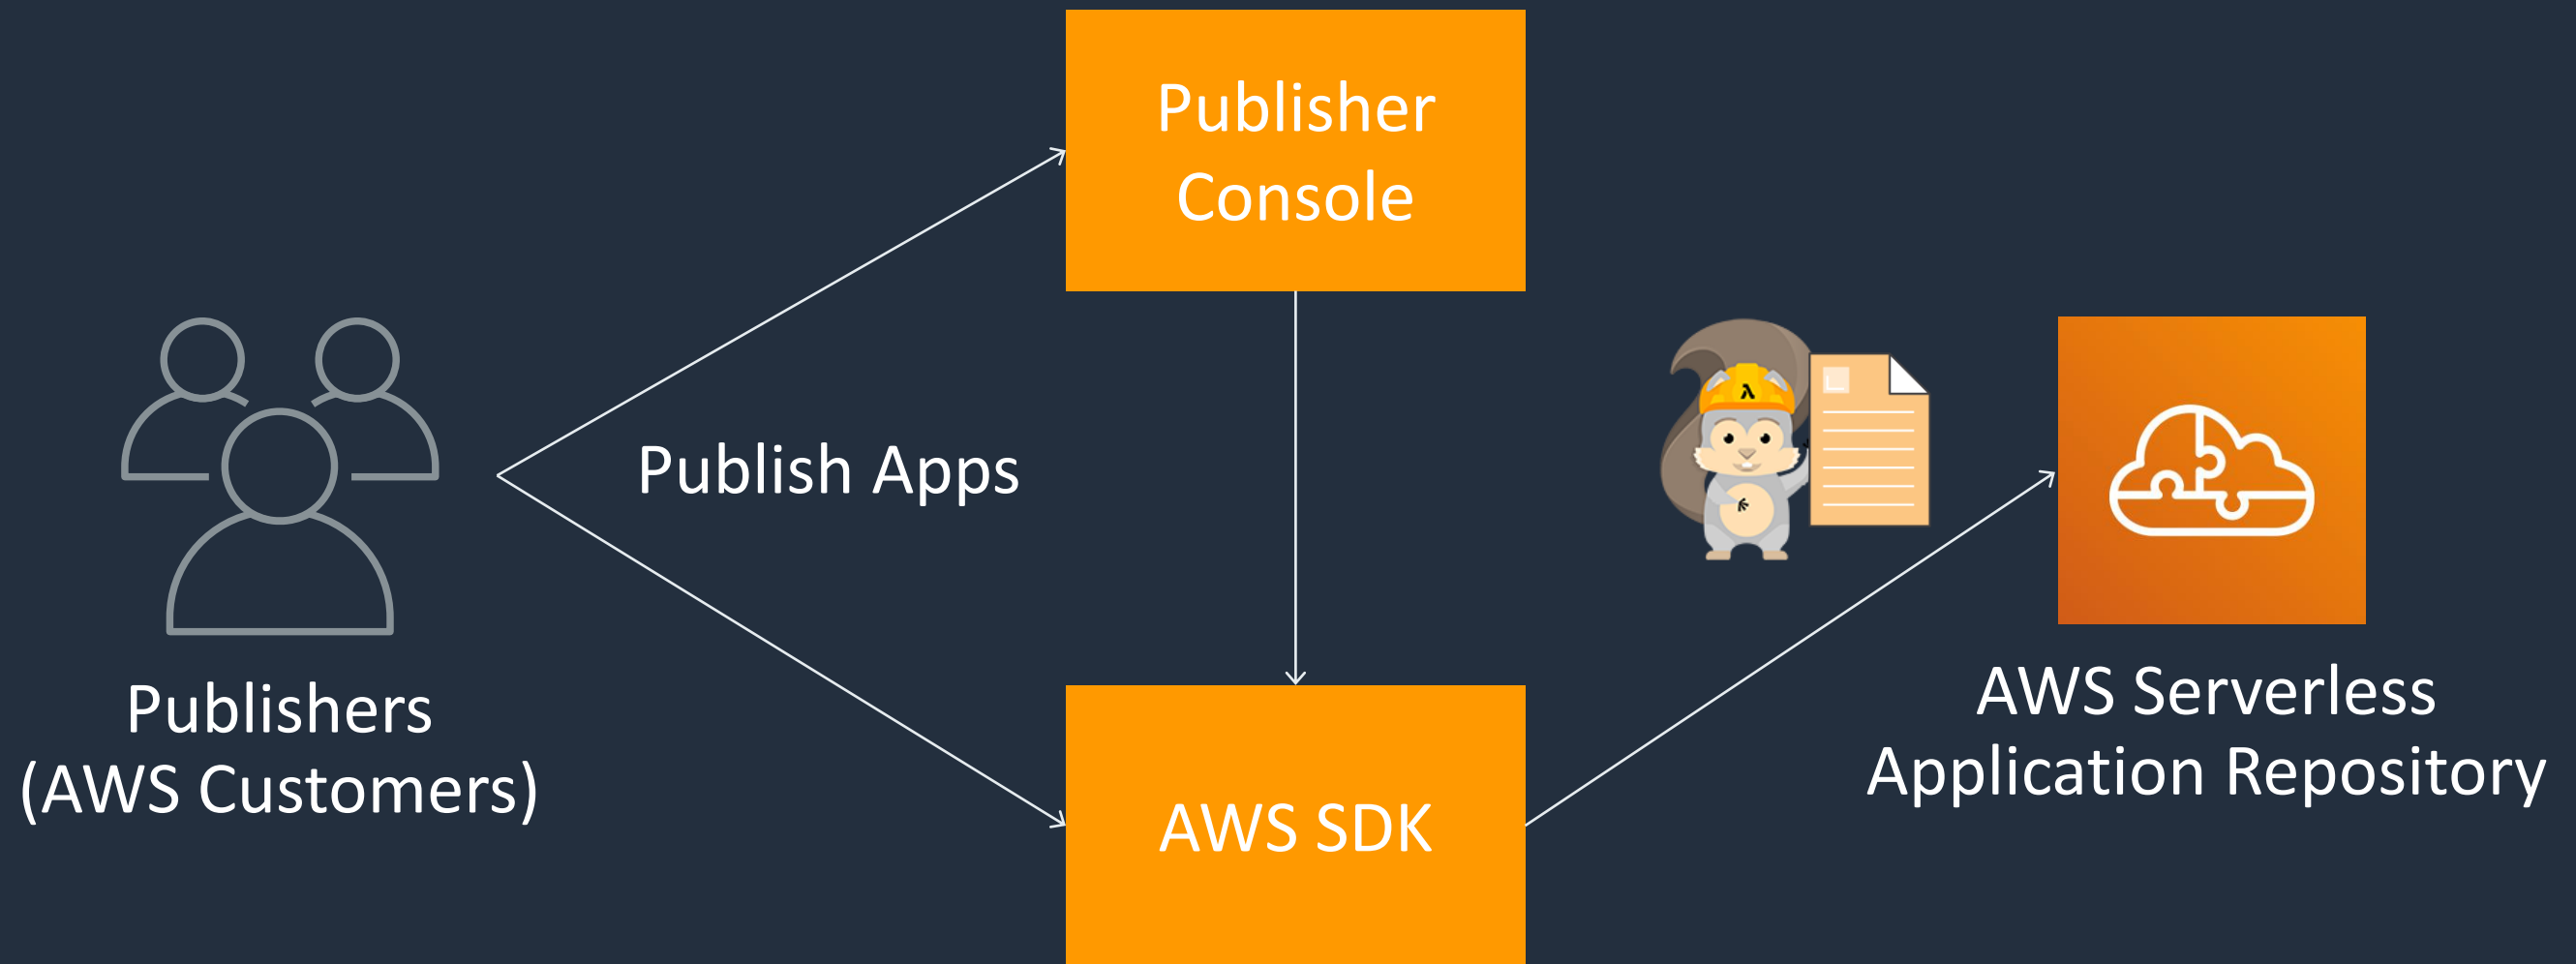 Publisher
Console
Publish Apps
λ
Publishers
(AWS Customers)
AWS SDK
AWS Serverless
Application Repository